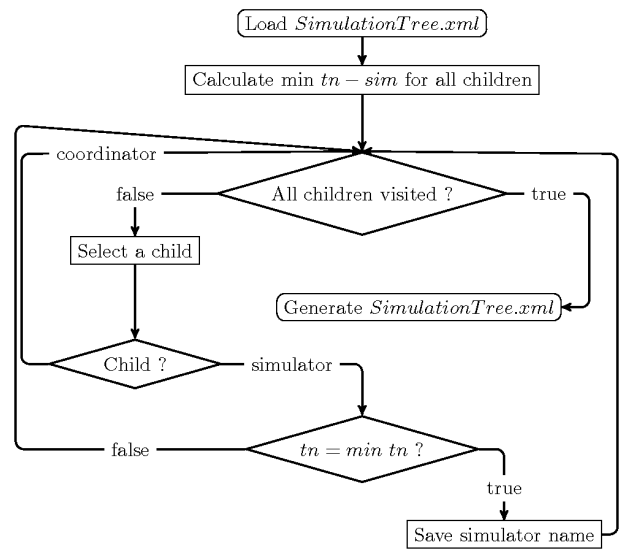 Load SimulationTree.xml
Calculate min tn − sim for all children
coordinator
All children visited ?
false
true
Select a child
Generate SimulationTree.xml
Child ?
simulator
tn = min tn ?
false
true
Save simulator name